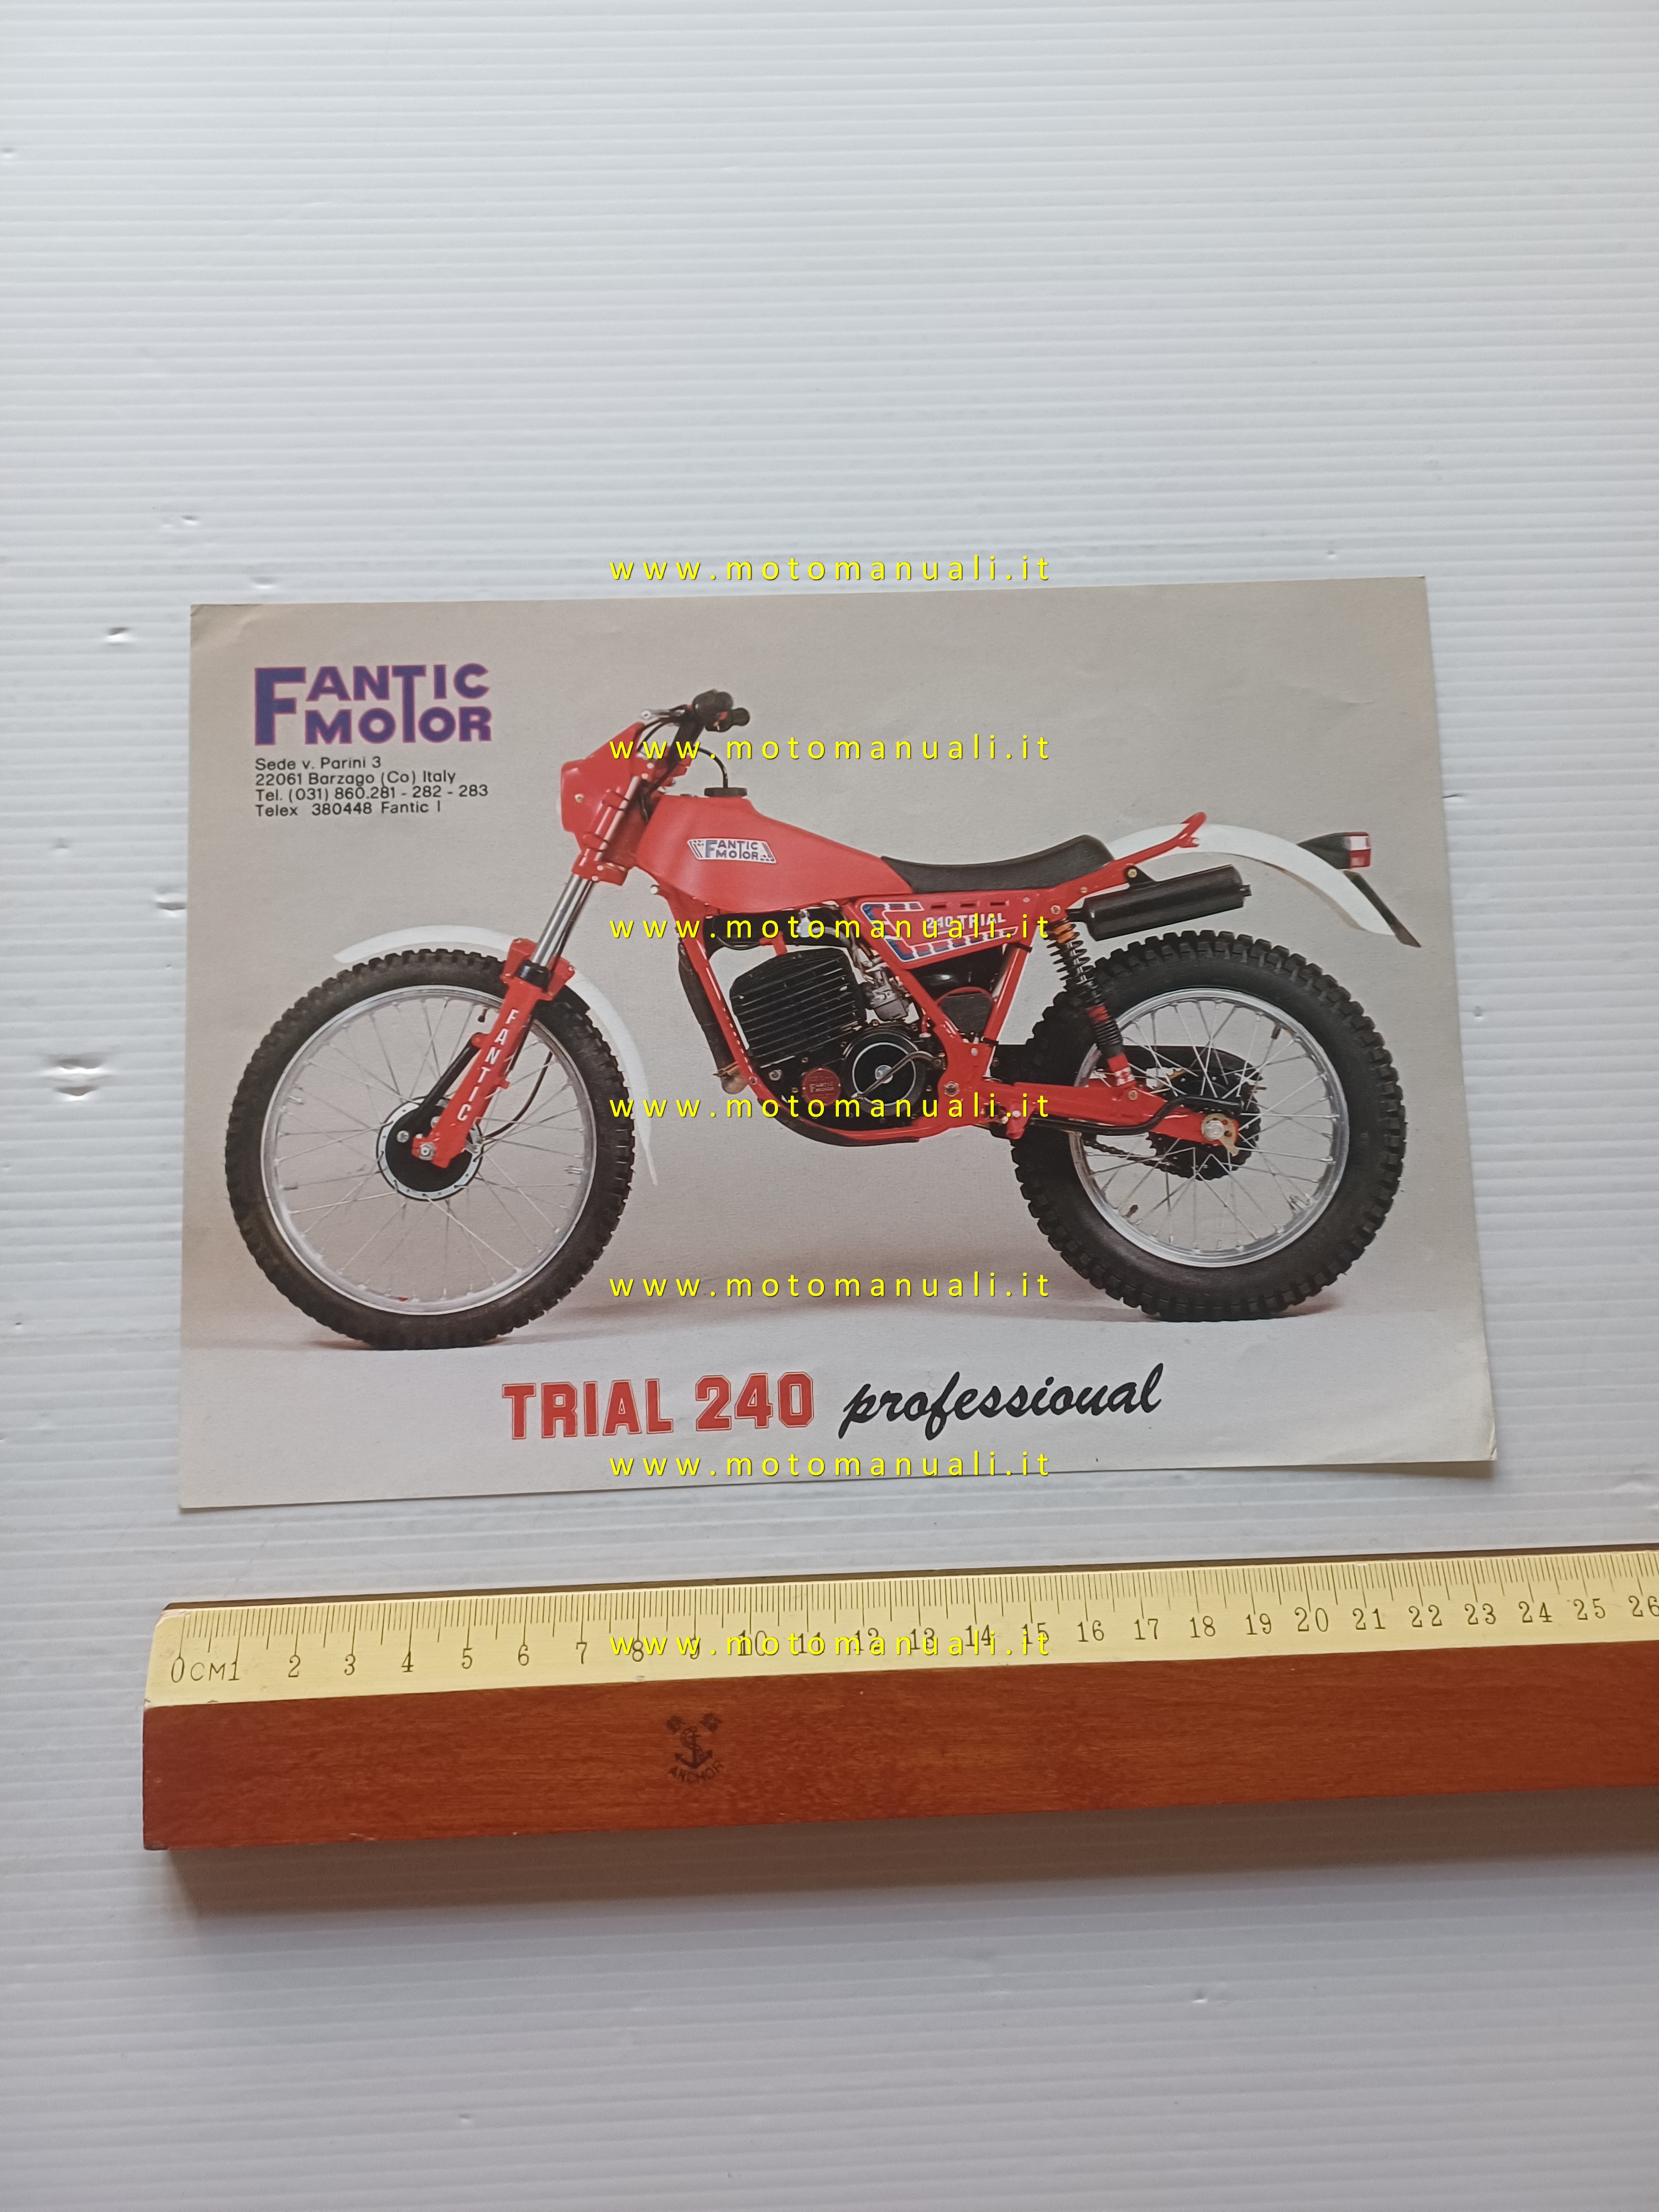 www.motomanuali.it
FANTIC
MOTOR
Sede v. Parini 3
22061 Barzago (Co) Italy
Tel. (031) 860.281 - 282 - 283
Telex 380448 Fantic I
www.motomanuali.it
FANTIC
MOTOR
240 TRIAL
www.motomanuali.it
FANTIC
FANTIC
MOTOR
www.motomanuali.it
www.motomanuali.it
TRIAL 240 professional
www.motomanuali.it
0CM1 2 3 4 5 6 7 8 9 10 11 12 13 14 15 16 17 18 19 20 21 22 23 24 25 26
www.motomanuali.it
ANCHOR